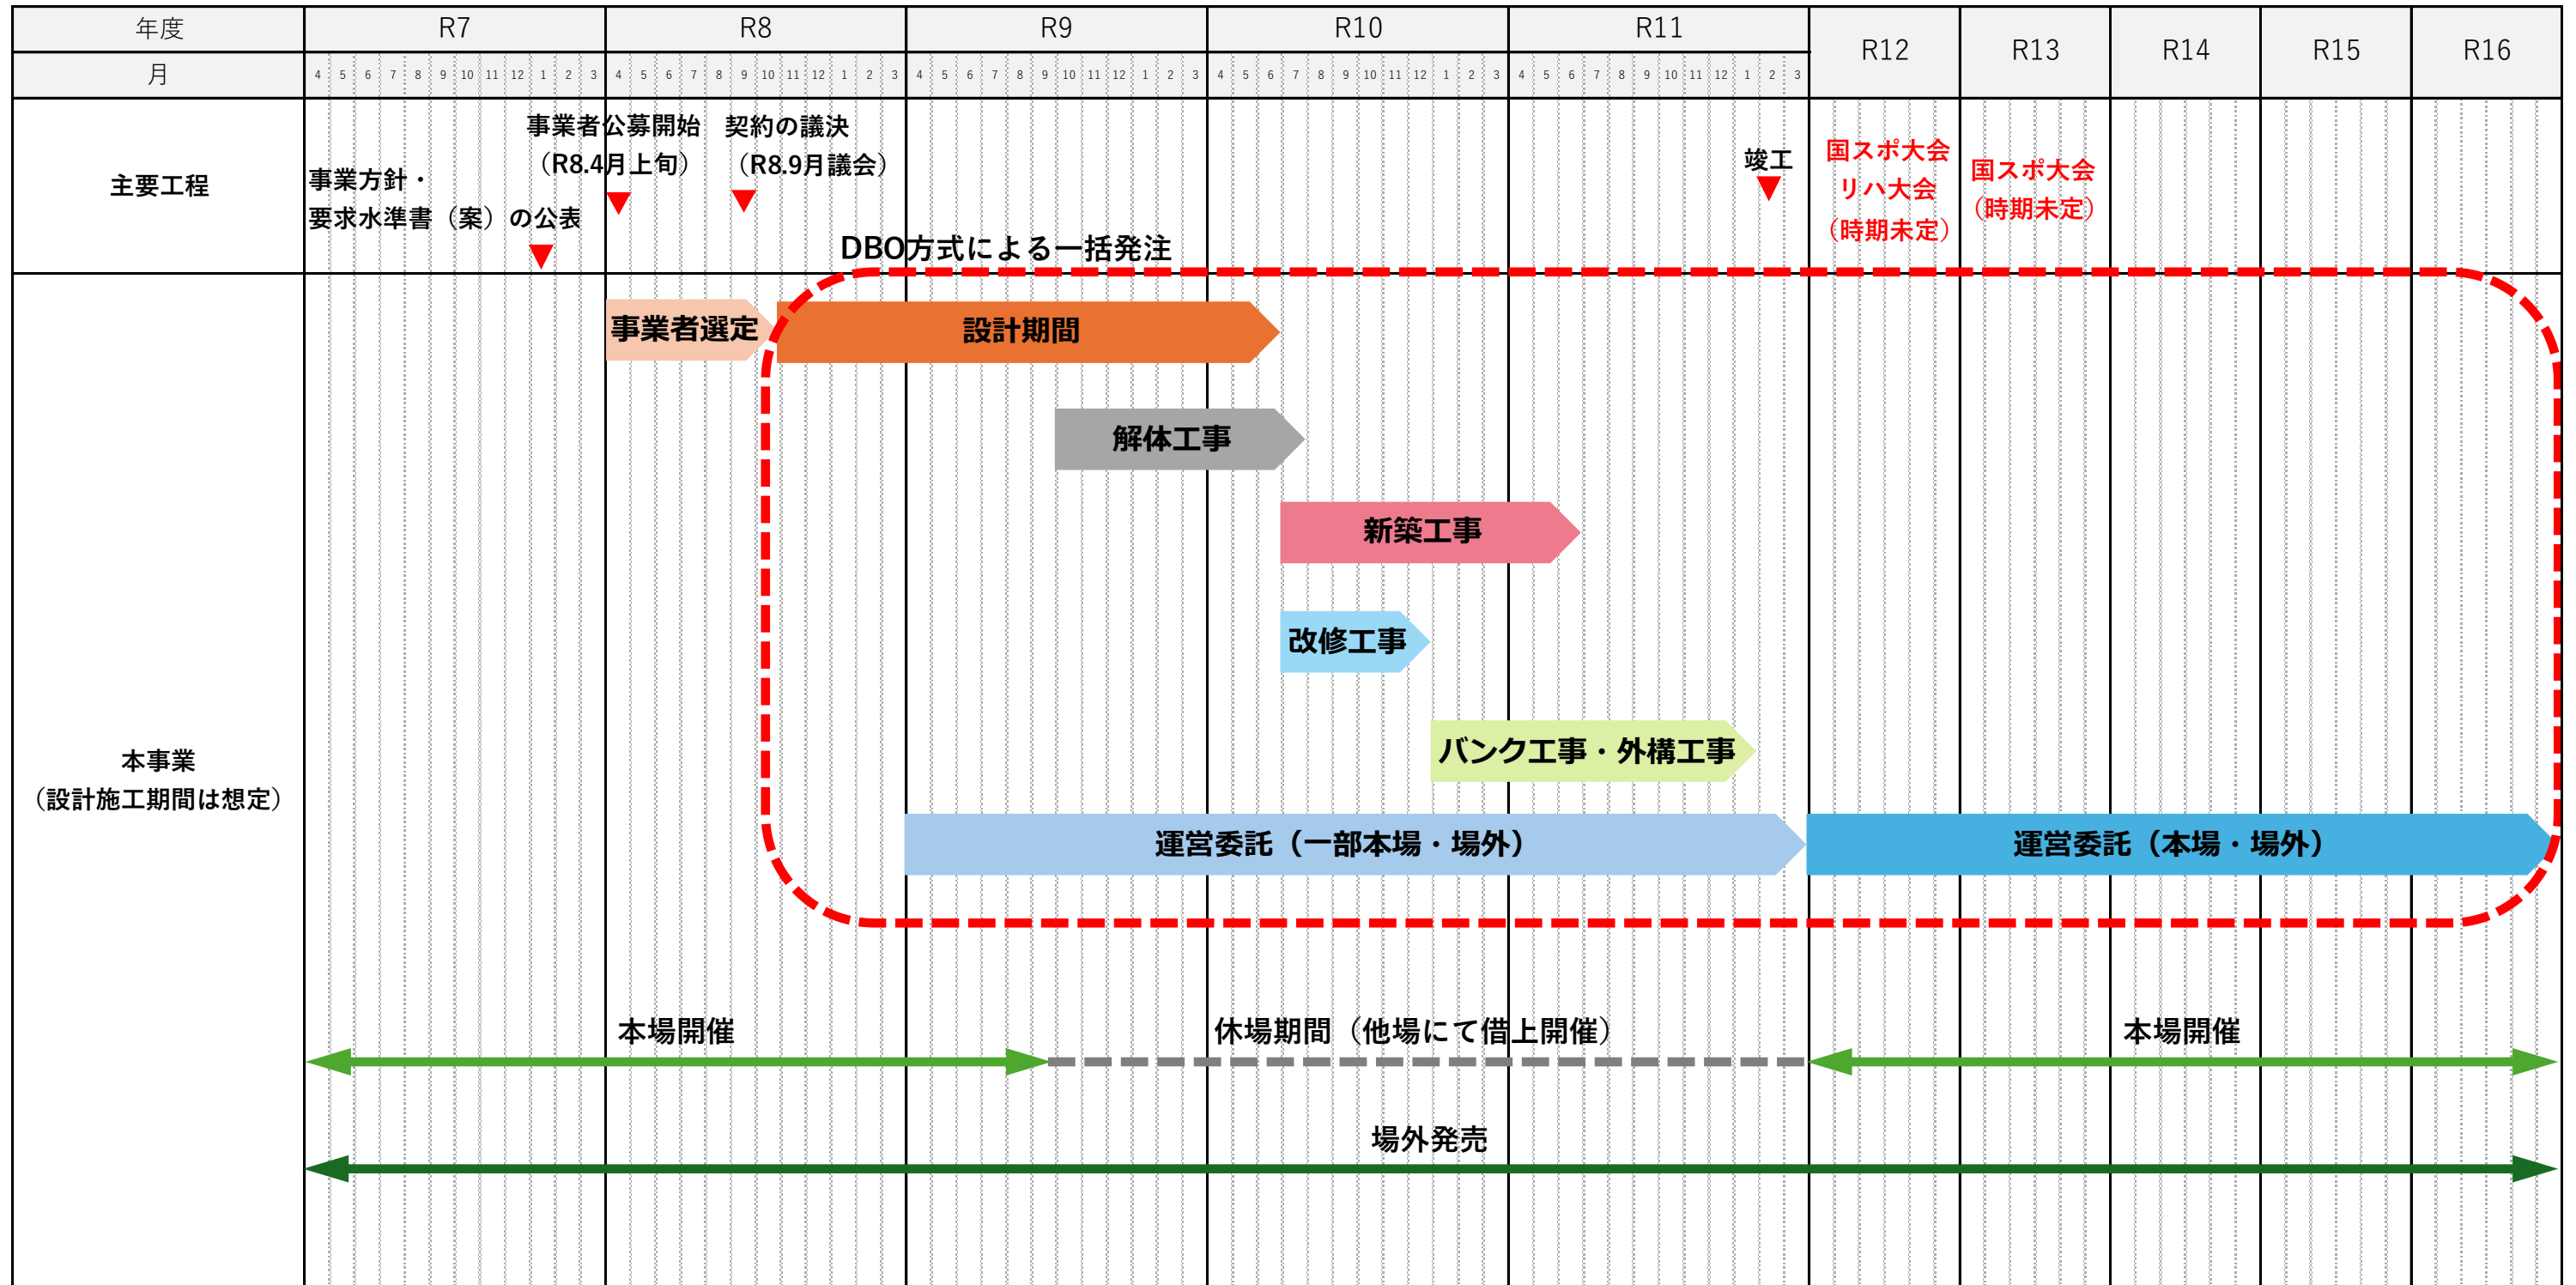 年度 R7 R8 R9 R10 R11 R12 R13 R14 R15 R16
月 4 5 6 7 8 9 10 11 12 1 2 3 4 5 6 7 8 9 10 11 12 1 2 3 4 5 6 7 8 9 10 11 12 1 2 3 4 5 6 7 8 9 10 11 12 1 2 3 4 5 6 7 8 9 10 11 12 1 2 3
主要工程
事業方針・
要求水準書（案）の公表
事業者公募開始
（R8.4月上旬）
契約の議決
（R8.9月議会）
竣工
国スポ大会
リハ大会
（時期未定）
国スポ大会
（時期未定）
DBO方式による一括発注
本事業
（設計施工期間は想定）
事業者選定
設計期間
解体工事
新築工事
改修工事
バンク工事・外構工事
運営委託（一部本場・場外）
運営委託（本場・場外）
本場開催
休場期間（他場にて借上開催）
本場開催
場外発売